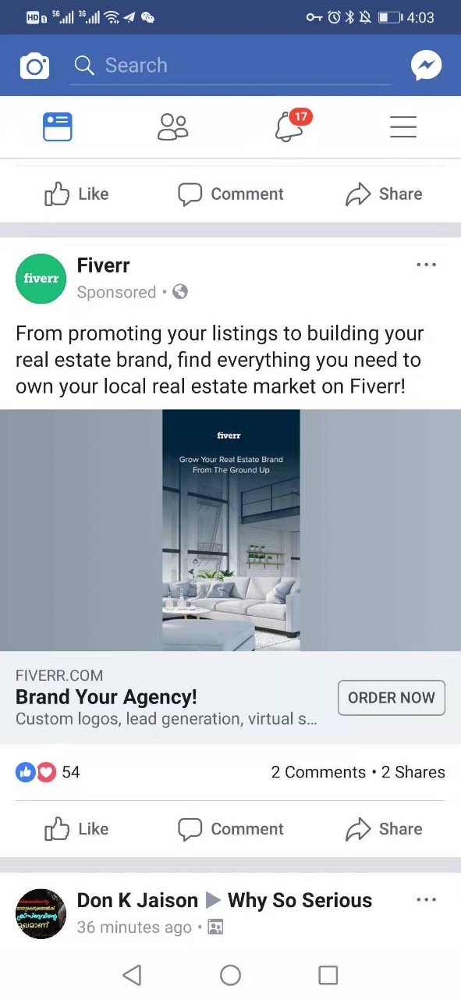 HD 5G 3G 4:03
Search
17
Like Comment Share
fiverr
Fiverr
Sponsored •
From promoting your listings to building your
real estate brand, find everything you need to
own your local real estate market on Fiverr!
fiverr
Grow Your Real Estate Brand
From The Ground Up
FIVERR.COM
Brand Your Agency!
Custom logos, lead generation, virtual s...
ORDER NOW
54
2 Comments • 2 Shares
Like Comment Share
Don K Jaison ▶ Why So Serious
36 minutes ago •